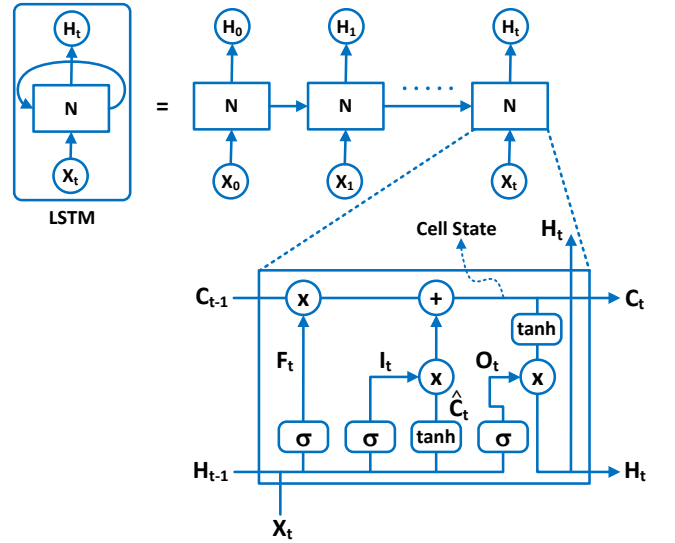 Hₜ H₀ H₁ Hₜ
N = N N ..... N
Xₜ X₀ X₁ Xₜ
LSTM
Cell State Hₜ
Cₜ₋₁ x + Cₜ
tanh
Fₜ Iₜ x Oₜ x
Ĉₜ
σ σ tanh σ
Hₜ₋₁ Hₜ
Xₜ